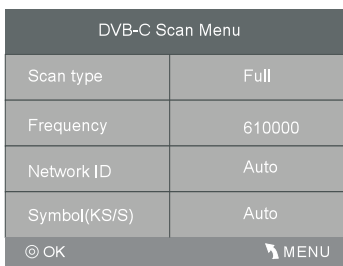 DVB-C Scan Menu
Scan type Full
Frequency 610000
Network ID Auto
Symbol(KS/S) Auto
OK MENU